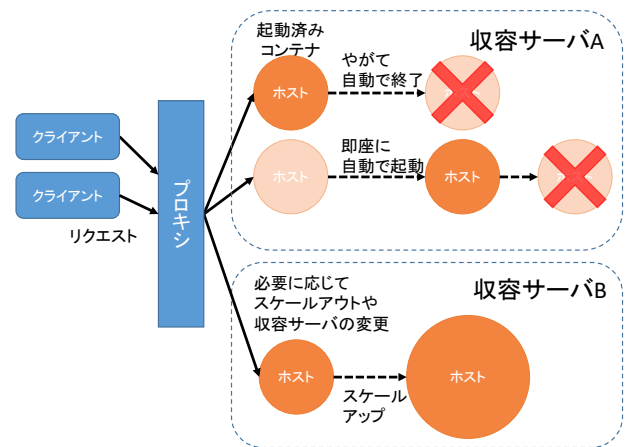 起動済み
コンテナ
収容サーバA
やがて
自動で終了
ホスト
クライアント
クライアント
リクエスト
プロキシ
ホスト
即座に
自動で起動
ホスト
必要に応じて
スケールアウトや
収容サーバの変更
収容サーバB
ホスト
スケール
アップ
ホスト